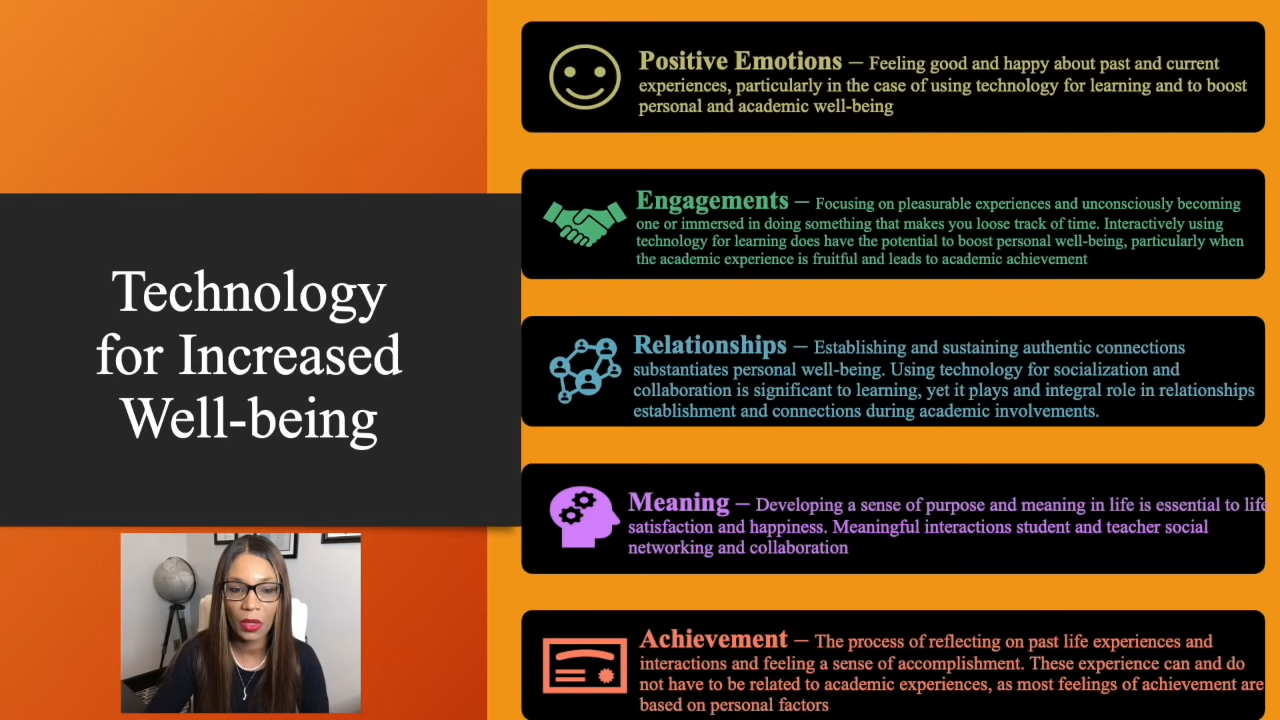 Technology
for Increased
Well-being
Positive Emotions – Feeling good and happy about past and current
experiences, particularly in the case of using technology for learning and to boost
personal and academic well-being
Engagements – Focusing on pleasurable experiences and unconsciously becoming
one or immersed in doing something that makes you loose track of time. Interactively using
technology for learning does have the potential to boost personal well-being, particularly when
the academic experience is fruitful and leads to academic achievement
Relationships – Establishing and sustaining authentic connections
substantiates personal well-being. Using technology for socialization and
collaboration is significant to learning, yet it plays and integral role in relationships
establishment and connections during academic involvements.
Meaning – Developing a sense of purpose and meaning in life is essential to life
satisfaction and happiness. Meaningful interactions student and teacher social
networking and collaboration
Achievement – The process of reflecting on past life experiences and
interactions and feeling a sense of accomplishment. These experience can and do
not have to be related to academic experiences, as most feelings of achievement are
based on personal factors